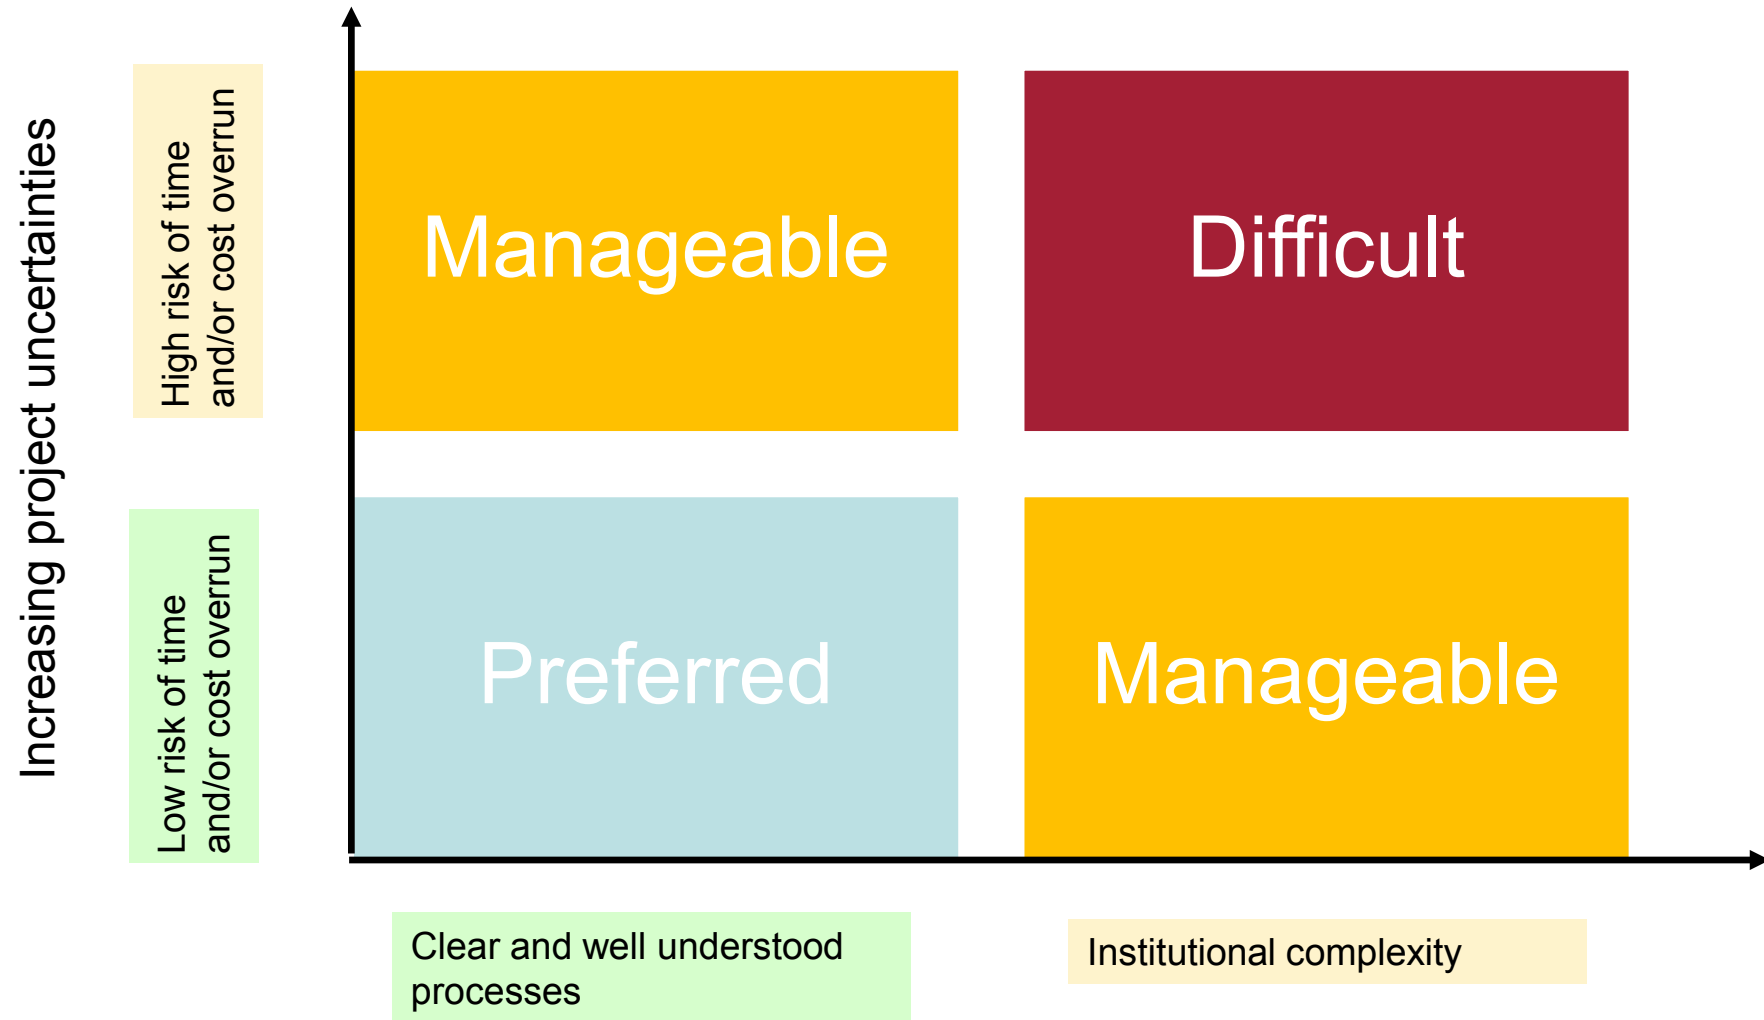 Increasing project uncertainties
High risk of time
and/or cost overrun
Manageable
Difficult
Low risk of time
and/or cost overrun
Preferred
Manageable
Clear and well understood
processes
Institutional complexity